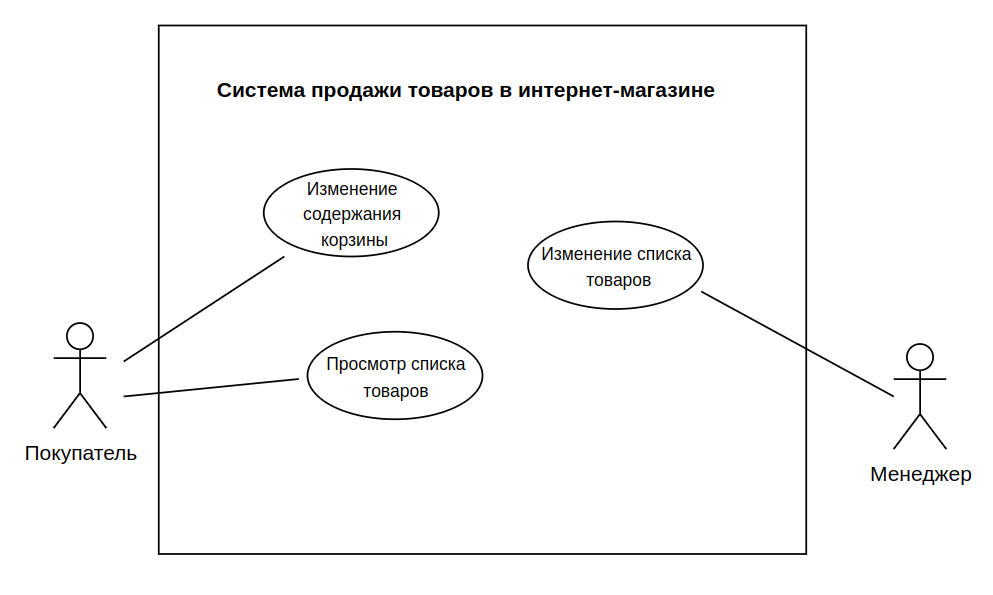 Система продажи товаров в интернет-магазине
Изменение
содержания
корзины
Изменение списка
товаров
Просмотр списка
товаров
Покупатель
Менеджер